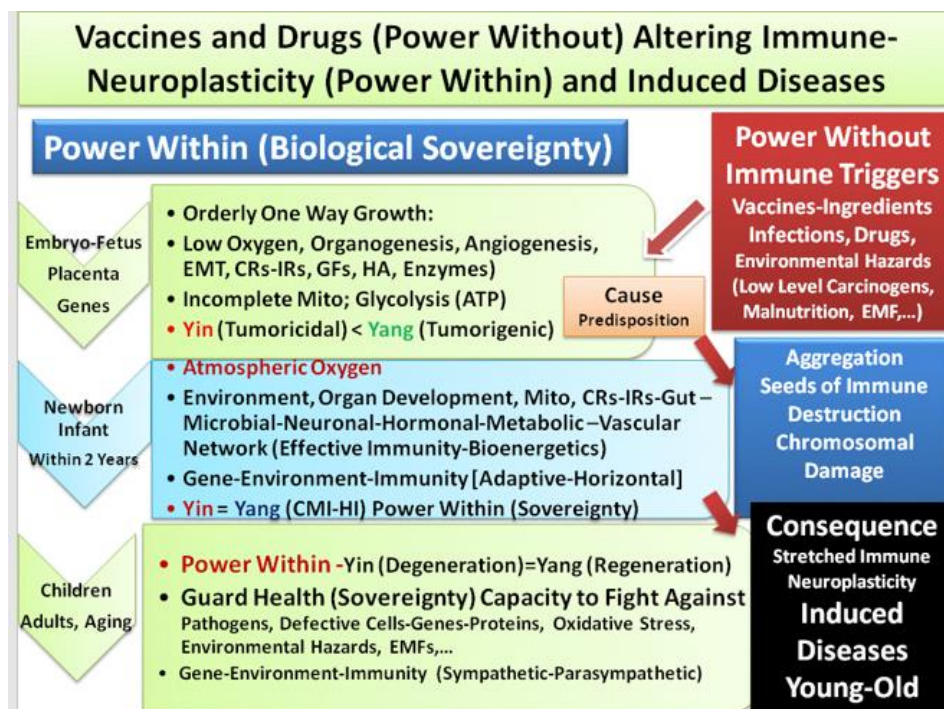 Vaccines and Drugs (Power Without) Altering Immune-
Neuroplasticity (Power Within) and Induced Diseases
Power Within (Biological Sovereignty)
Power Without
Immune Triggers
Vaccines-Ingredients
Infections, Drugs,
Environmental Hazards
(Low Level Carcinogens,
Malnutrition, EMF,...)
Embryo-Fetus
Placenta
Genes
• Orderly One Way Growth:
• Low Oxygen, Organogenesis, Angiogenesis,
EMT, CRs-IRs, GFs, HA, Enzymes)
• Incomplete Mito; Glycolysis (ATP)
• Yin (Tumoricidal) < Yang (Tumorigenic)
Cause
Predisposition
Newborn
Infant
Within 2 Years
• Atmospheric Oxygen
• Environment, Organ Development, Mito, CRs-IRs-Gut –
Microbial-Neuronal-Hormonal-Metabolic –Vascular
Network (Effective Immunity-Bioenergetics)
• Gene-Environment-Immunity [Adaptive-Horizontal]
• Yin = Yang (CMI-HI) Power Within (Sovereignty)
Aggregation
Seeds of Immune
Destruction
Chromosomal
Damage
Children
Adults, Aging
• Power Within -Yin (Degeneration)=Yang (Regeneration)
• Guard Health (Sovereignty) Capacity to Fight Against
Pathogens, Defective Cells-Genes-Proteins, Oxidative Stress,
Environmental Hazards, EMFs,...
• Gene-Environment-Immunity (Sympathetic-Parasympathetic)
Consequence
Stretched Immune
Neuroplasticity
Induced
Diseases
Young-Old